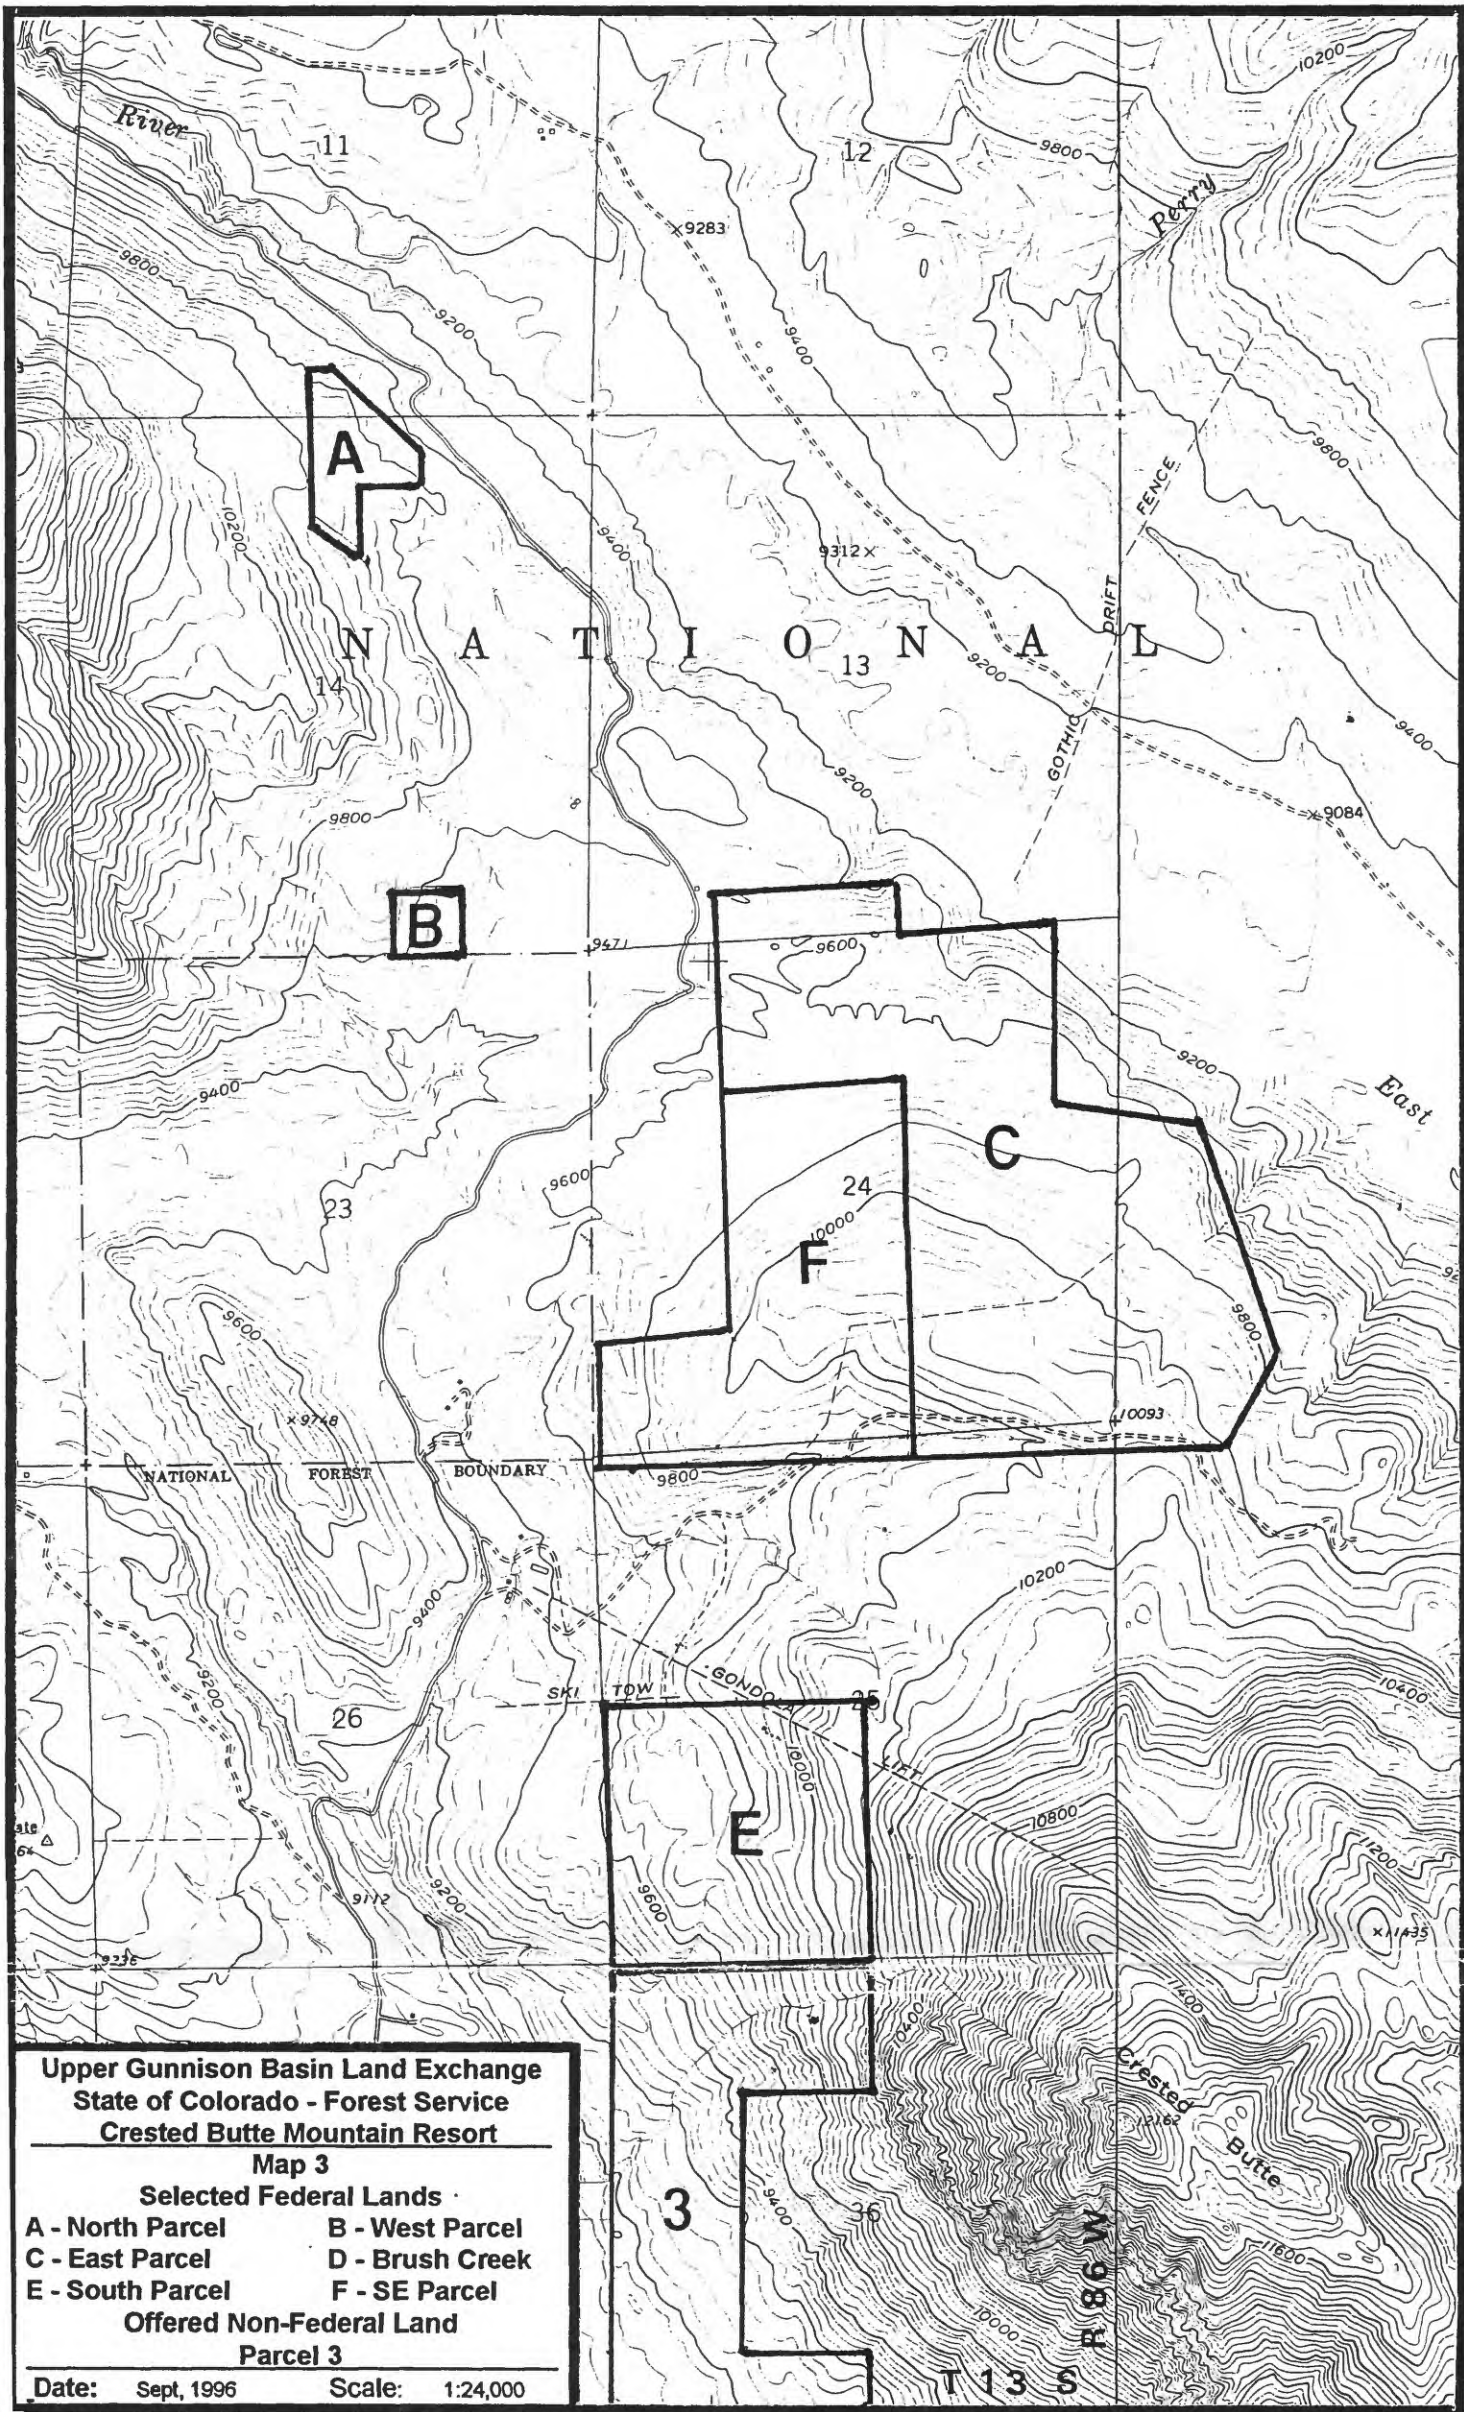 10200
River
11
12
9800
Perry
9283
9800
9200
9400
9800
A
FENCE
10200
9400
9312
DRIFT
N A T I O N A L
13
9200
14
GOTHIC
9400
9200
9084
9800
B
9471
9600
9200
9400
East
C
9600
24
23
10000
F
9600
9800
9748
10093
NATIONAL FOREST BOUNDARY
9800
10200
9400
9200
SKI TOW
GONDOLA
25
10400
26
10000
LIFT
E
10800
11200
9600
9112
9200
11435
9236
10400
11400
Crested
12162
Butte
3
9400
36
11600
R 86 W
10000
T 13 S
Upper Gunnison Basin Land Exchange
State of Colorado - Forest Service
Crested Butte Mountain Resort
Map 3
Selected Federal Lands
A - North Parcel B - West Parcel
C - East Parcel D - Brush Creek
E - South Parcel F - SE Parcel
Offered Non-Federal Land
Parcel 3
Date: Sept, 1996 Scale: 1:24,000